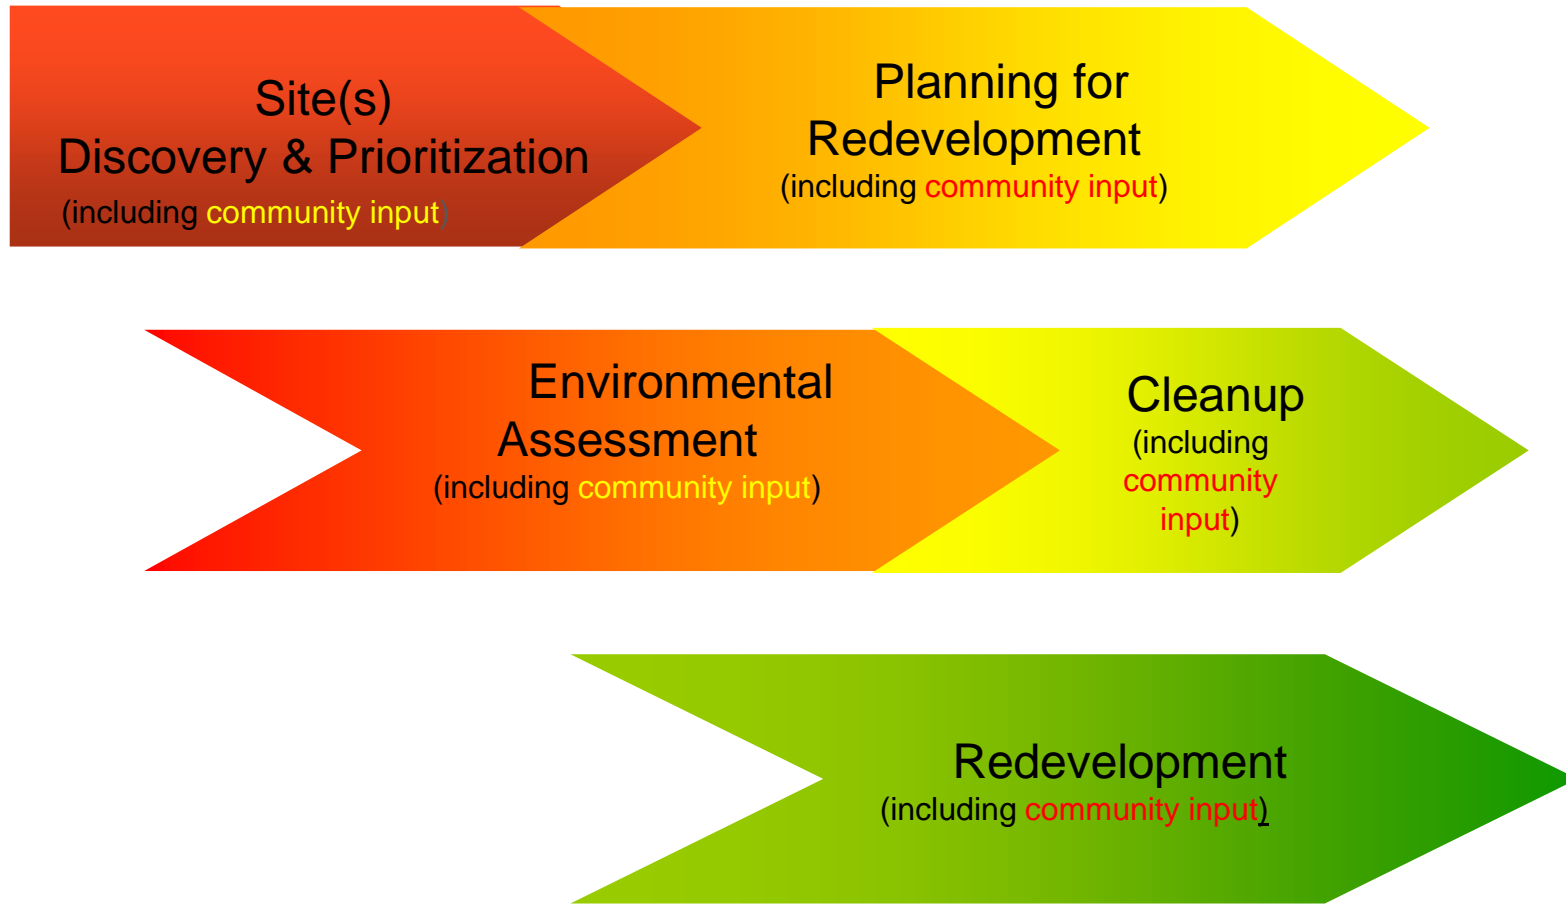 Site(s)
Discovery & Prioritization
(including community input)
Planning for
Redevelopment
(including community input)
Environmental
Assessment
(including community input)
Cleanup
(including
community
input)
Redevelopment
(including community input)